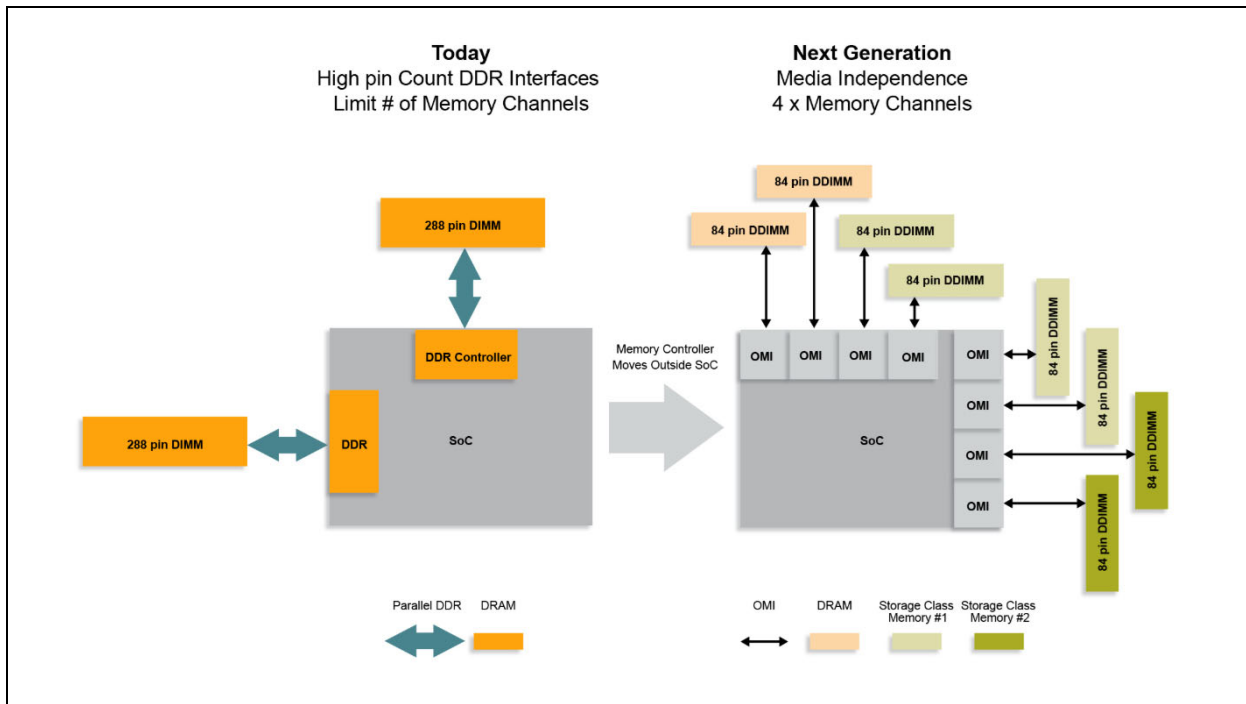 Today
High pin Count DDR Interfaces
Limit # of Memory Channels
288 pin DIMM
DDR Controller
288 pin DIMM
DDR
SoC
Parallel DDR
DRAM
Memory Controller
Moves Outside SoC
Next Generation
Media Independence
4 x Memory Channels
84 pin DDIMM
84 pin DDIMM
84 pin DDIMM
84 pin DDIMM
OMI
OMI
OMI
OMI
OMI
84 pin DDIMM
OMI
84 pin DDIMM
SoC
OMI
84 pin DDIMM
OMI
84 pin DDIMM
OMI
DRAM
Storage Class
Memory #1
Storage Class
Memory #2